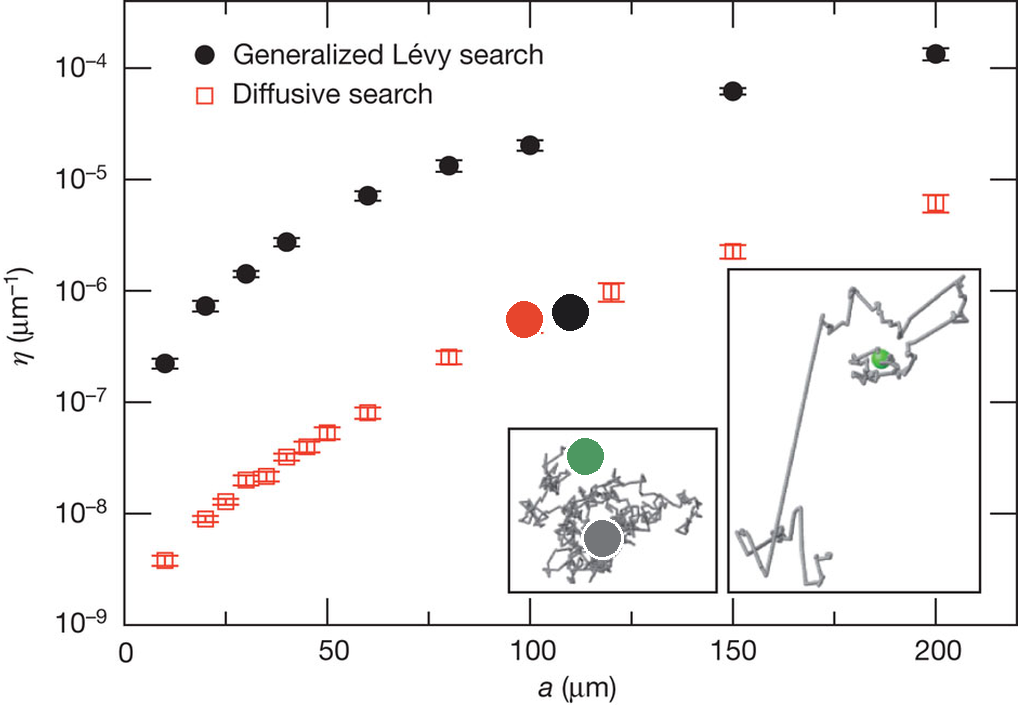 Generalized Lévy search
Diffusive search
10⁻⁴
10⁻⁵
10⁻⁶
10⁻⁷
10⁻⁸
10⁻⁹
η (μm⁻¹)
0 50 100 150 200
a (μm)